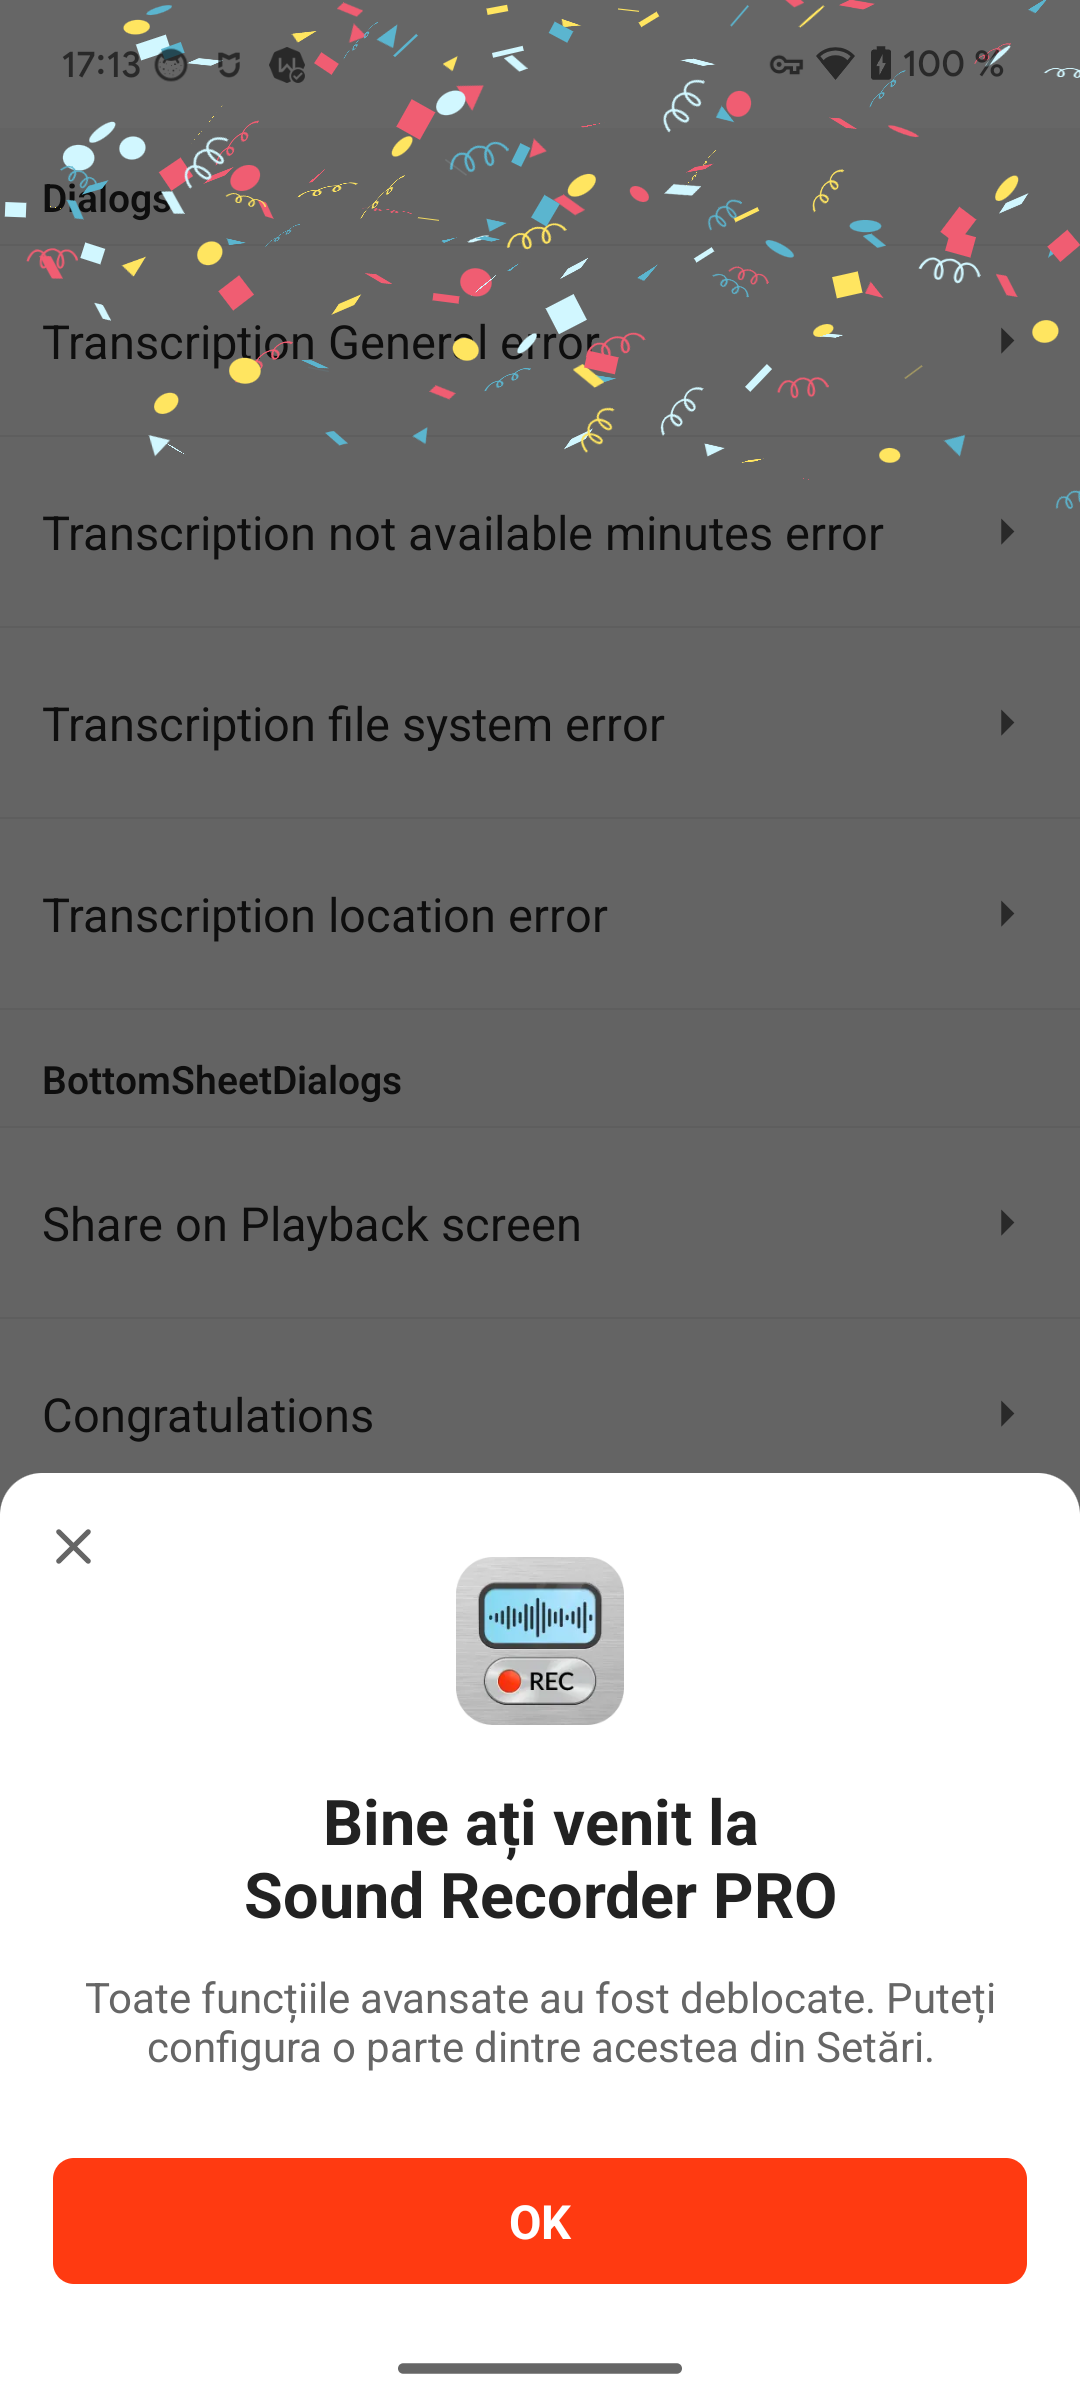 17:13
100 %
Dialogs
Transcription General error
Transcription not available minutes error
Transcription file system error
Transcription location error
BottomSheetDialogs
Share on Playback screen
Congratulations
REC
Bine ați venit la
Sound Recorder PRO
Toate funcțiile avansate au fost deblocate. Puteți
configura o parte dintre acestea din Setări.
OK